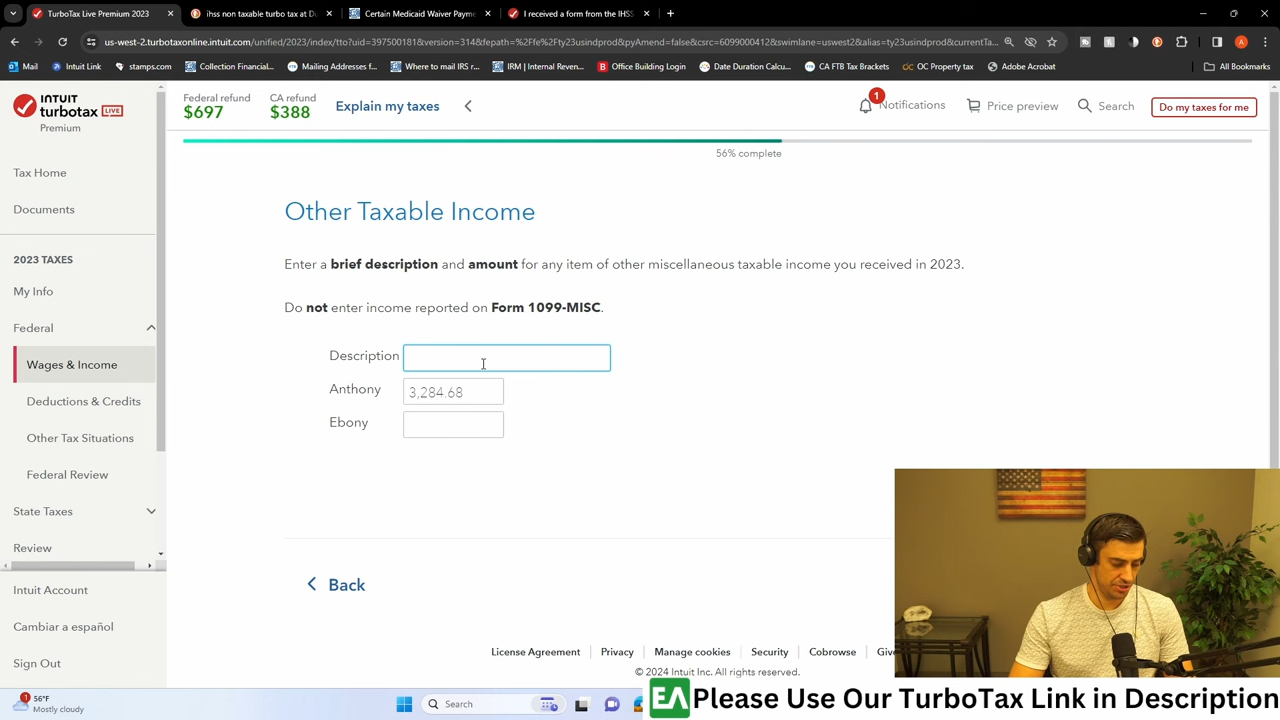 TurboTax Live Premium 2023
ihss non taxable turbo tax at D
Certain Medicaid Waiver Payme
I received a form from the IHSS
us-west-2.turbotaxonline.intuit.com/unified/2023/index/tto?uid=397500181&version=314&fepath=%2Ffe%2Fty23usindprod&pyAmend=false&csrc=6099000412&swimlane=uswest2&alias=ty23usindprod&currentTa...
Mail
Intuit Link
stamps.com
Collection Financial...
Mailing Addresses f...
Where to mail IRS r...
IRM | Internal Reven...
Office Building Login
Date Duration Calcu...
CA FTB Tax Brackets
OC Property Tax
Adobe Acrobat
All Bookmarks
INTUIT
turbotax LIVE
Premium
Federal refund
$697
CA refund
$388
Explain my taxes
1
Notifications
Price preview
Search
Do my taxes for me
56% complete
Tax Home
Documents
2023 TAXES
My Info
Federal
Wages & Income
Deductions & Credits
Other Tax Situations
Federal Review
State Taxes
Review
Intuit Account
Cambiar a español
Sign Out
Other Taxable Income
Enter a brief description and amount for any item of other miscellaneous taxable income you received in 2023.
Do not enter income reported on Form 1099-MISC.
Description
Anthony 3,284.68
Ebony
Back
License Agreement
Privacy
Manage cookies
Security
Cobrowse
Giv
© 2024 Intuit Inc. All rights reserved.
1
56°F
Mostly cloudy
Search
EA Please Use Our TurboTax Link in Description